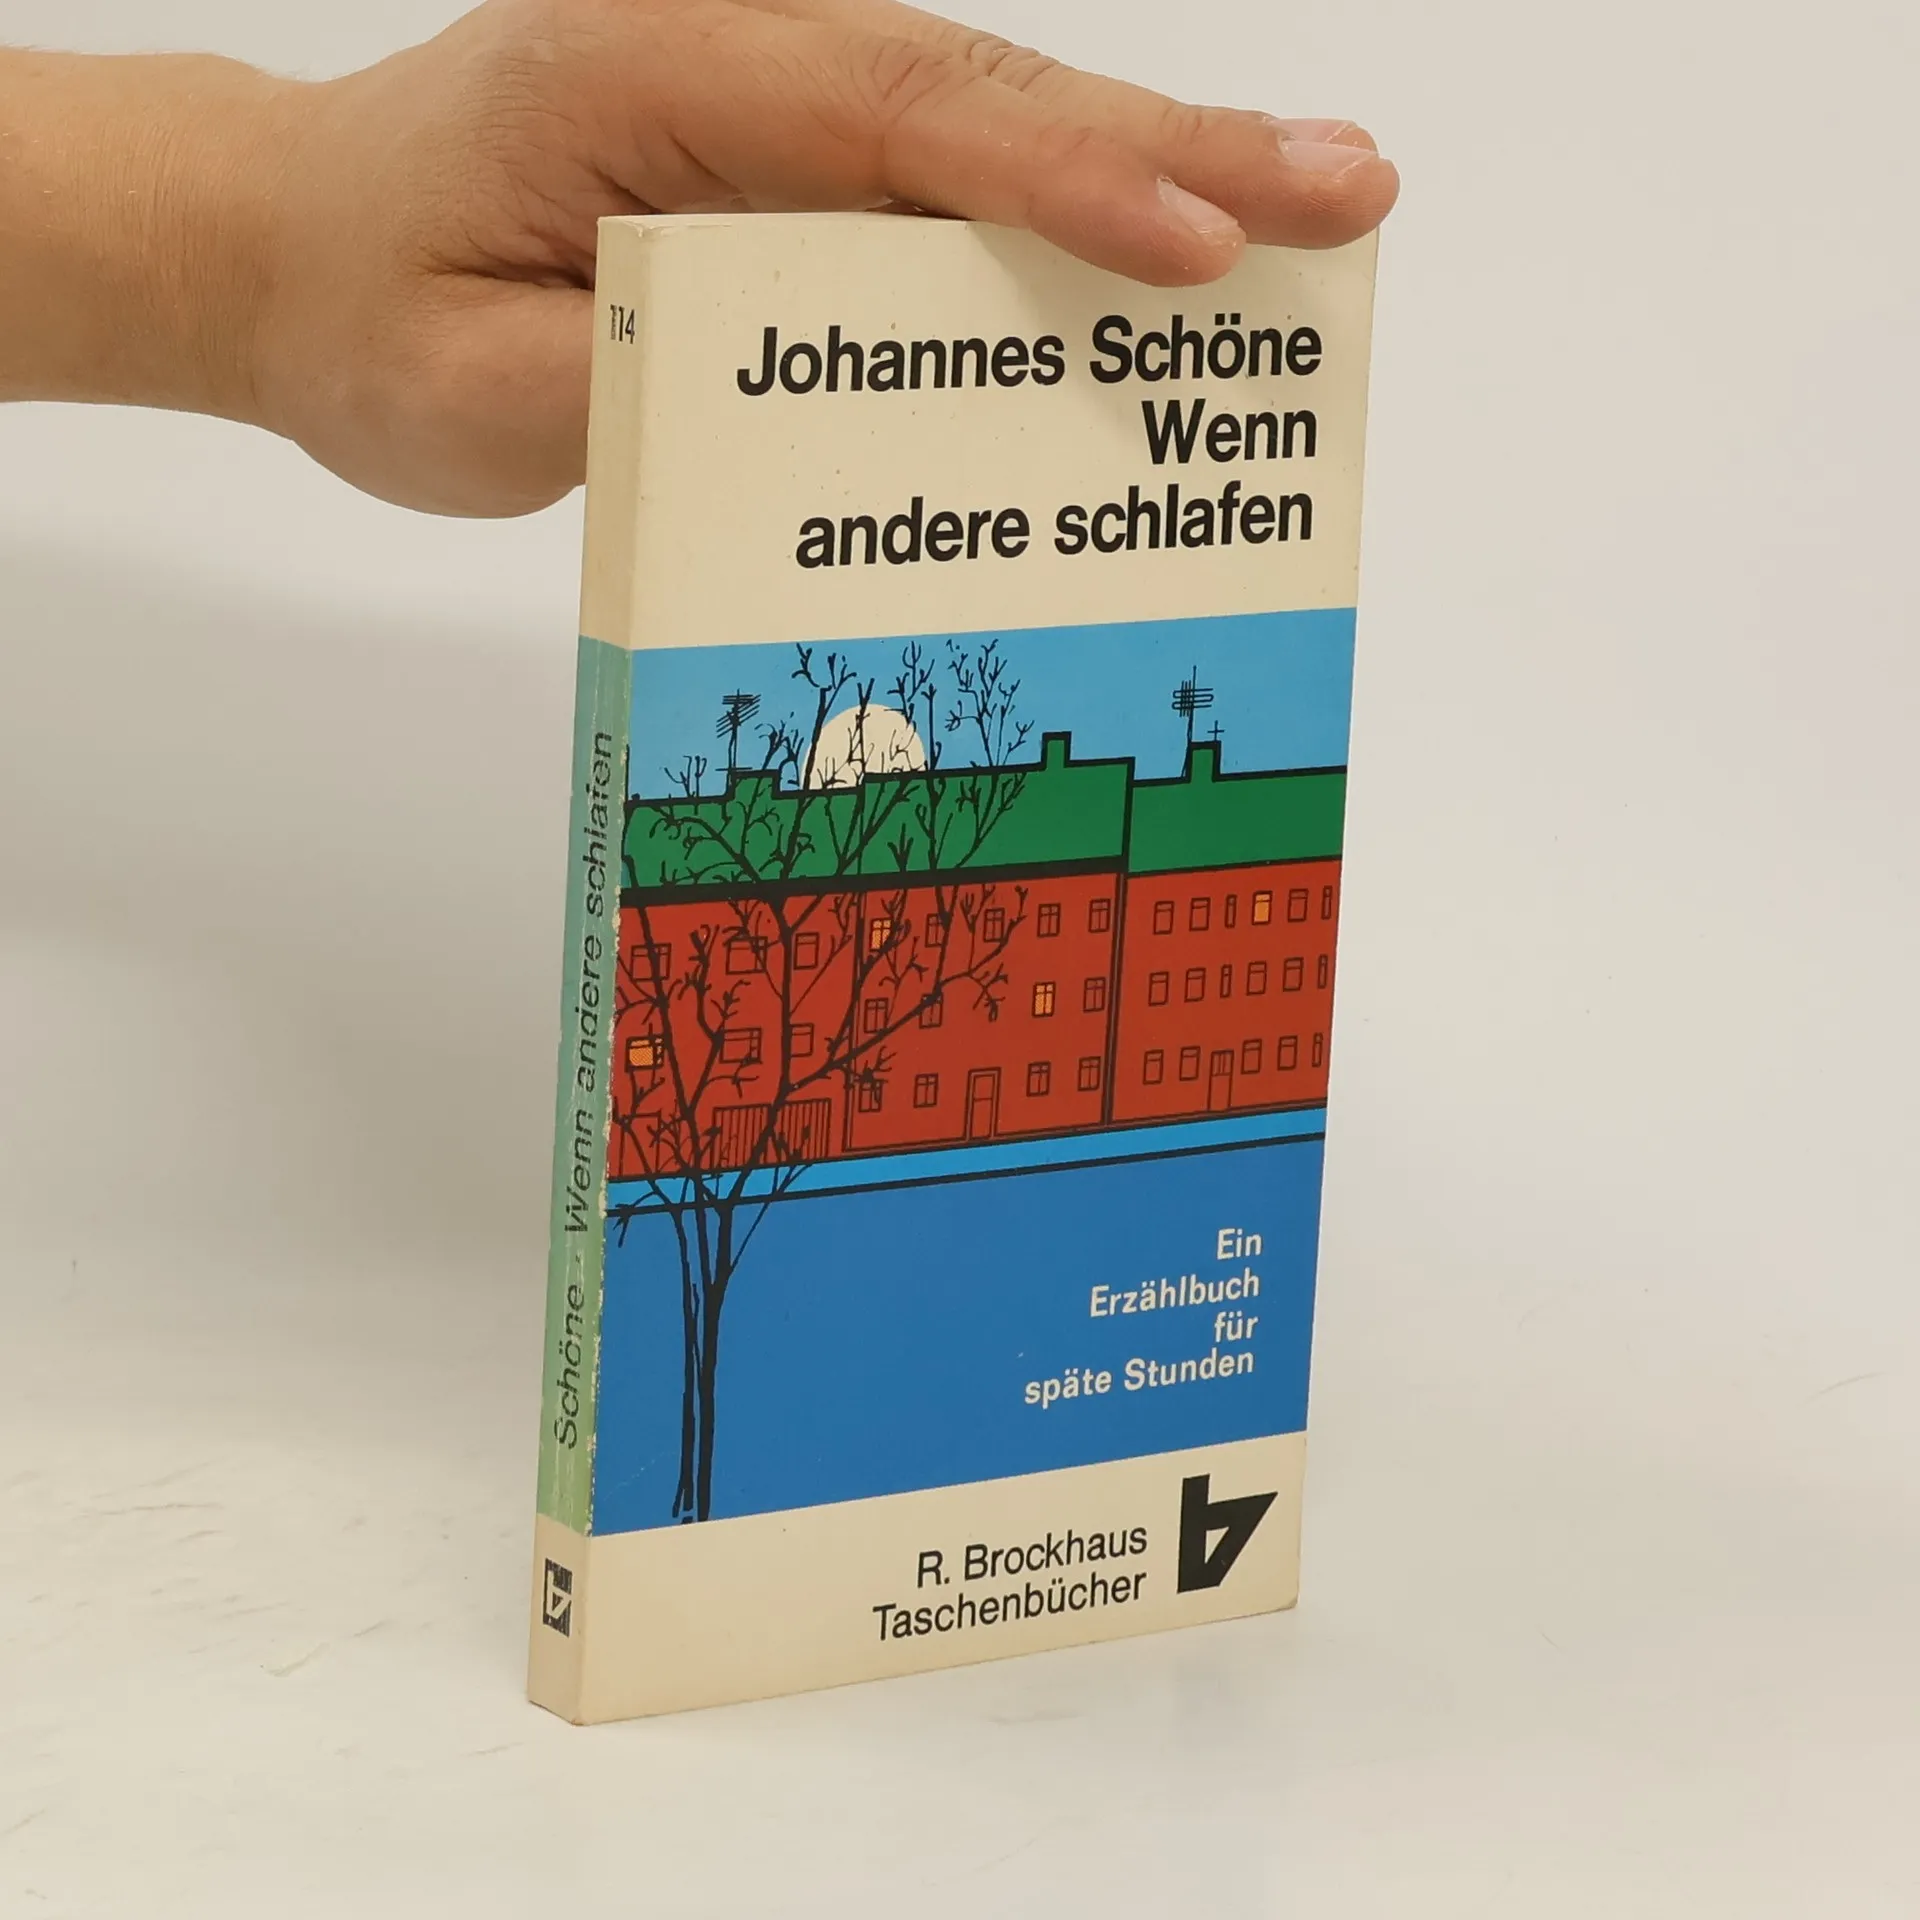 114
Johannes Schöne
Wenn
andere schlafen
Schöne · Wenn andere schlafen
Ein
Erzählbuch
für
späte Stunden
R. Brockhaus
Taschenbücher